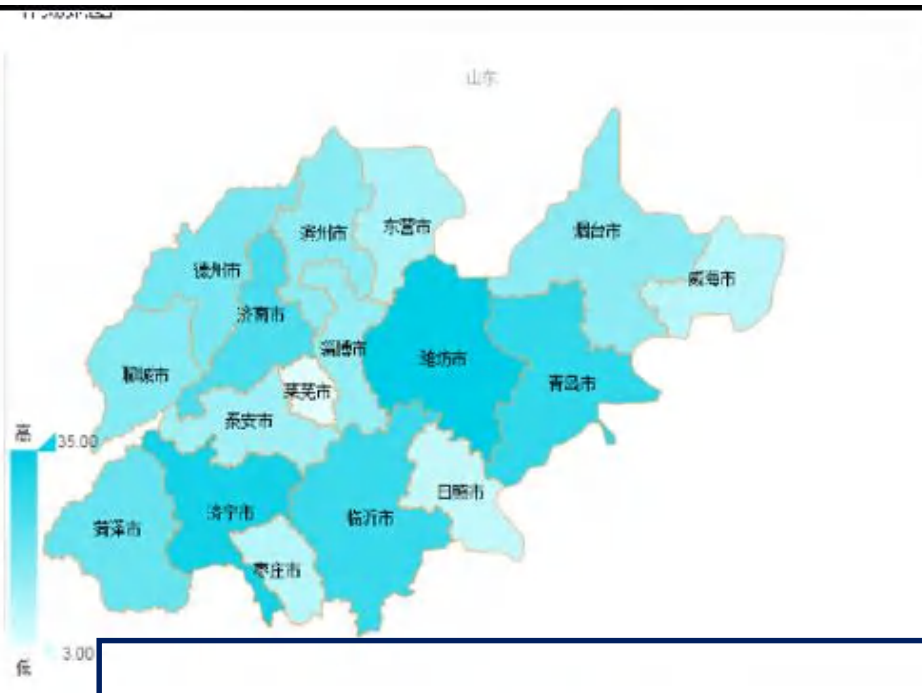 山东
滨州市
东营市
烟台市
德州市
威海市
济南市
淄博市
潍坊市
聊城市
莱芜市
青岛市
泰安市
高
35.00
日照市
济宁市
临沂市
菏泽市
枣庄市
3.00
低